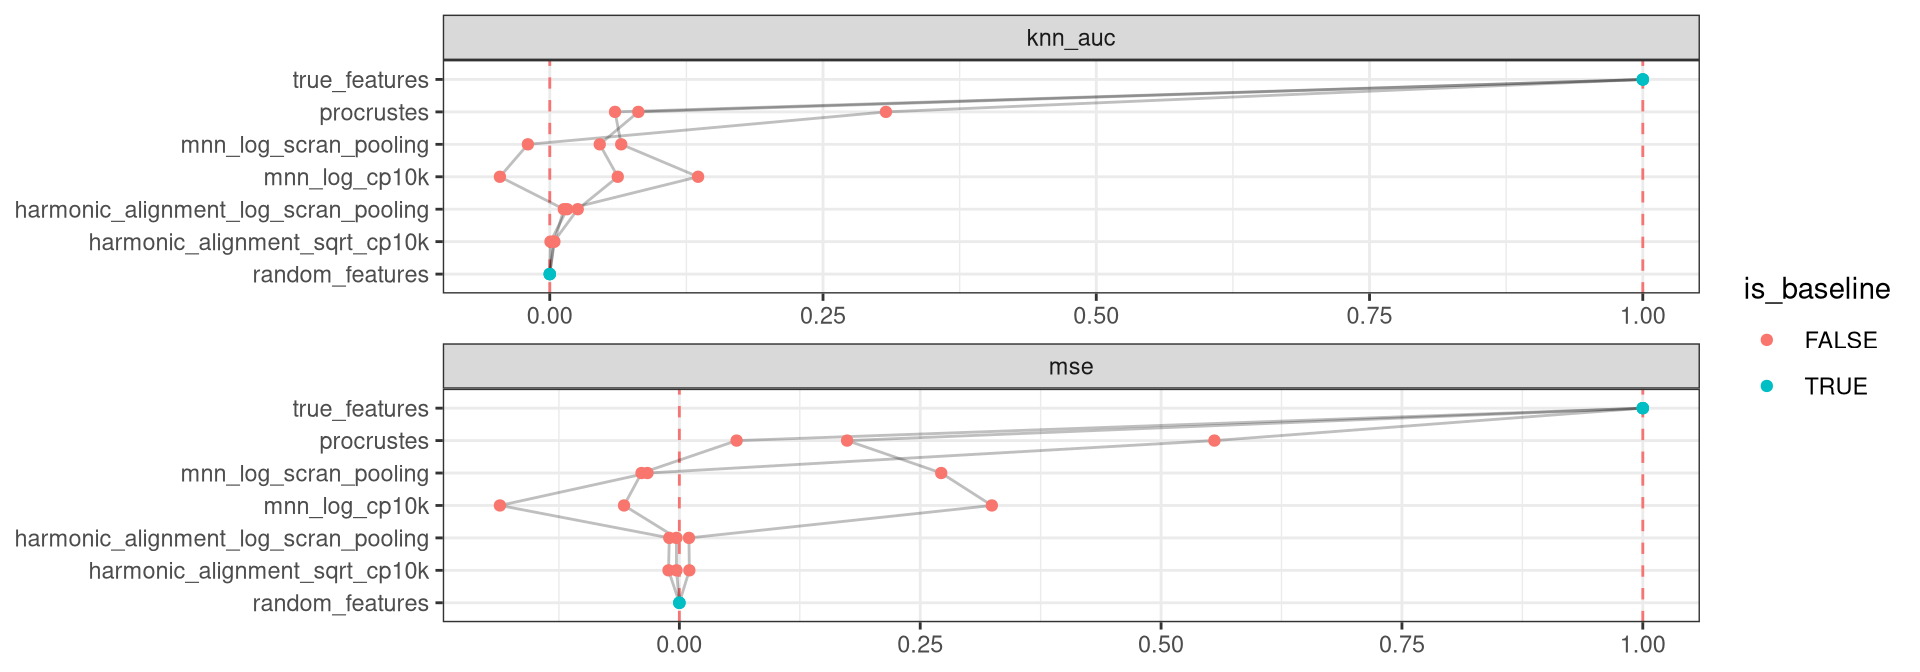 knn_auc
true_features
procrustes
mnn_log_scran_pooling
mnn_log_cp10k
harmonic_alignment_log_scran_pooling
harmonic_alignment_sqrt_cp10k
random_features
0.00 0.25 0.50 0.75 1.00
mse
true_features
procrustes
mnn_log_scran_pooling
mnn_log_cp10k
harmonic_alignment_log_scran_pooling
harmonic_alignment_sqrt_cp10k
random_features
0.00 0.25 0.50 0.75 1.00
is_baseline
FALSE
TRUE